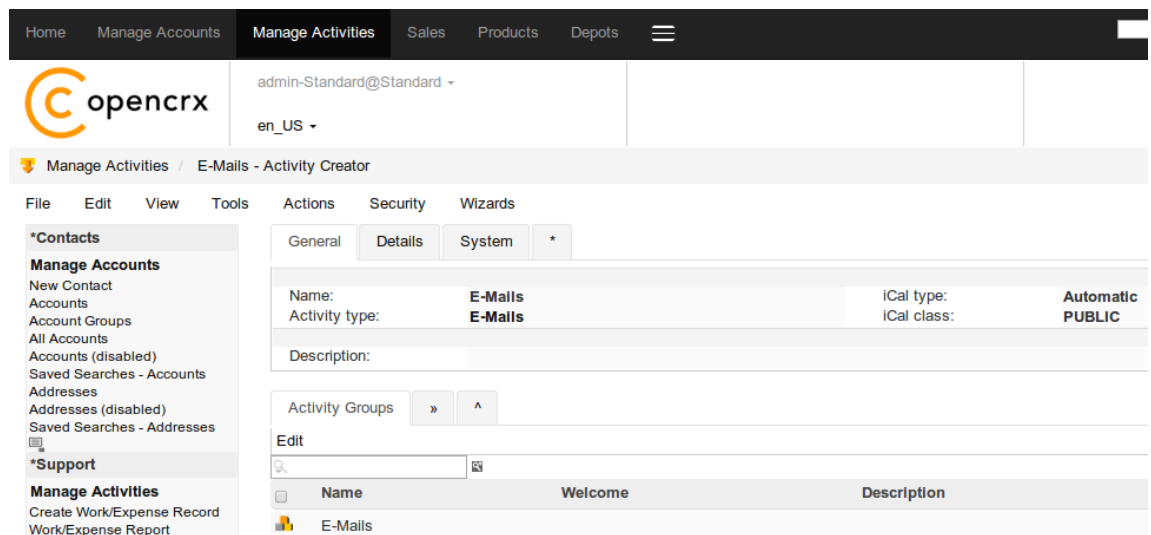 Home Manage Accounts Manage Activities Sales Products Depots
opencrx
admin-Standard@Standard
en_US
Manage Activities / E-Mails - Activity Creator
File Edit View Tools Actions Security Wizards
*Contacts
Manage Accounts
New Contact
Accounts
Account Groups
All Accounts
Accounts (disabled)
Saved Searches - Accounts
Addresses
Addresses (disabled)
Saved Searches - Addresses
*Support
Manage Activities
Create Work/Expense Record
Work/Expense Report
General Details System *
Name: E-Mails iCal type: Automatic
Activity type: E-Mails iCal class: PUBLIC
Description:
Activity Groups » ^
Edit
Name Welcome Description
E-Mails